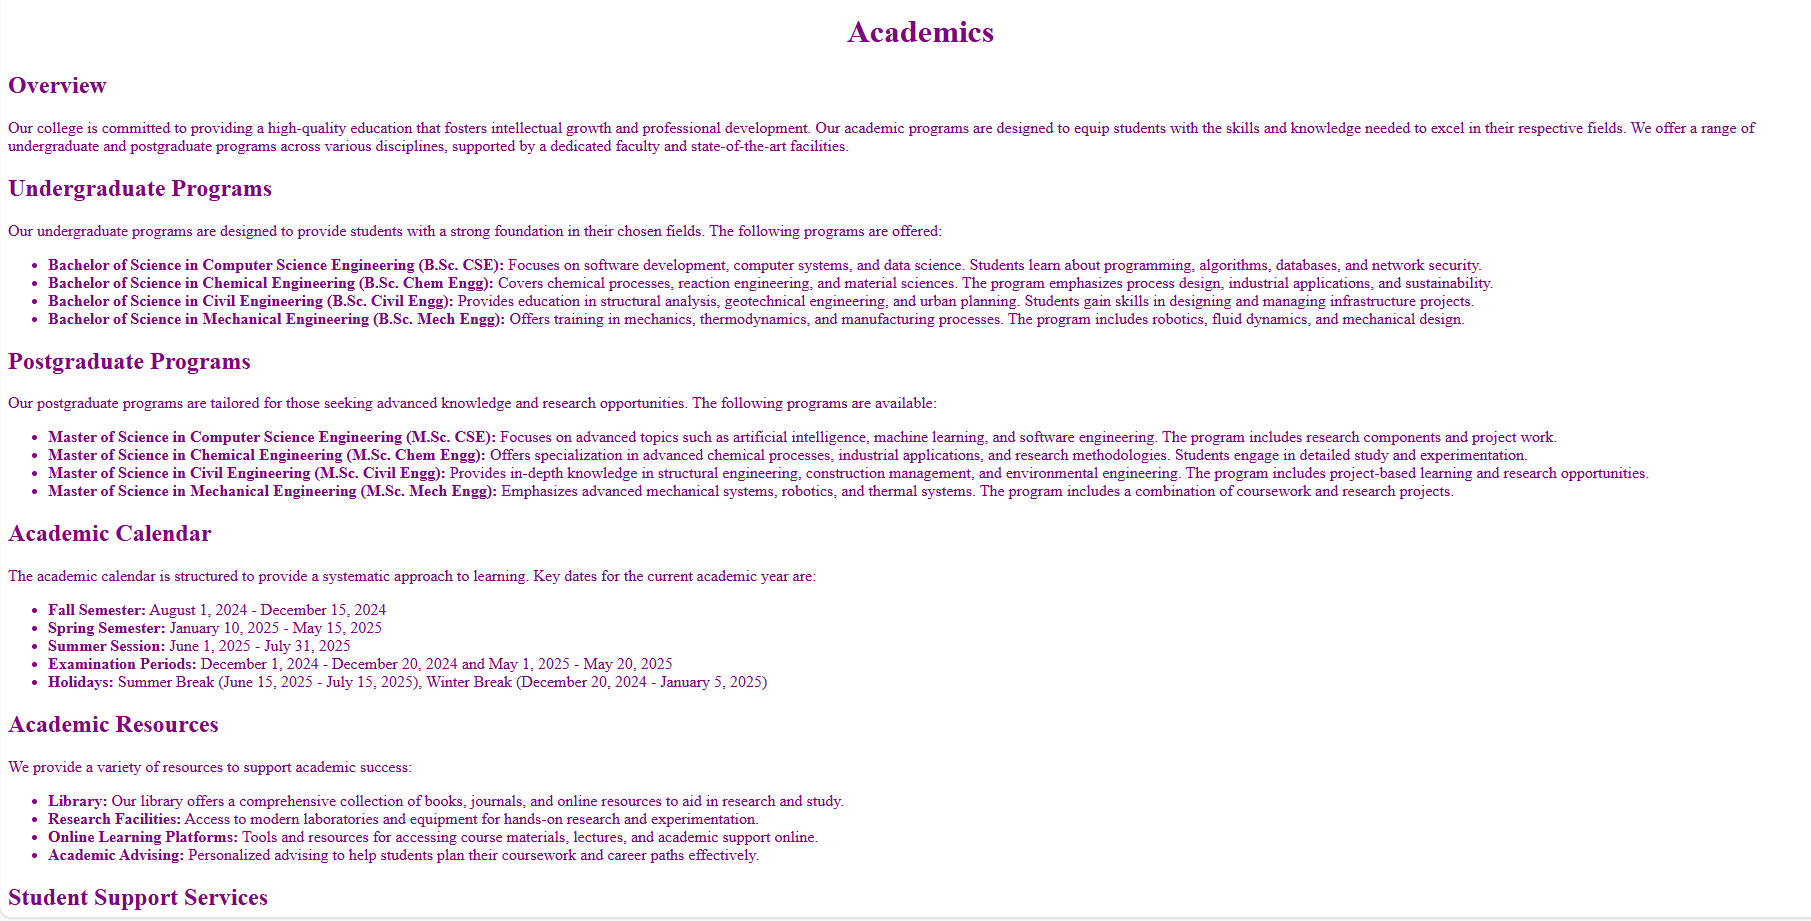 Academics
Overview
Our college is committed to providing a high-quality education that fosters intellectual growth and professional development. Our academic programs are designed to equip students with the skills and knowledge needed to excel in their respective fields. We offer a range of
undergraduate and postgraduate programs across various disciplines, supported by a dedicated faculty and state-of-the-art facilities.
Undergraduate Programs
Our undergraduate programs are designed to provide students with a strong foundation in their chosen fields. The following programs are offered:
• Bachelor of Science in Computer Science Engineering (B.Sc. CSE): Focuses on software development, computer systems, and data science. Students learn about programming, algorithms, databases, and network security.
• Bachelor of Science in Chemical Engineering (B.Sc. Chem Engg): Covers chemical processes, reaction engineering, and material sciences. The program emphasizes process design, industrial applications, and sustainability.
• Bachelor of Science in Civil Engineering (B.Sc. Civil Engg): Provides education in structural analysis, geotechnical engineering, and urban planning. Students gain skills in designing and managing infrastructure projects.
• Bachelor of Science in Mechanical Engineering (B.Sc. Mech Engg): Offers training in mechanics, thermodynamics, and manufacturing processes. The program includes robotics, fluid dynamics, and mechanical design.
Postgraduate Programs
Our postgraduate programs are tailored for those seeking advanced knowledge and research opportunities. The following programs are available:
• Master of Science in Computer Science Engineering (M.Sc. CSE): Focuses on advanced topics such as artificial intelligence, machine learning, and software engineering. The program includes research components and project work.
• Master of Science in Chemical Engineering (M.Sc. Chem Engg): Offers specialization in advanced chemical processes, industrial applications, and research methodologies. Students engage in detailed study and experimentation.
• Master of Science in Civil Engineering (M.Sc. Civil Engg): Provides in-depth knowledge in structural engineering, construction management, and environmental engineering. The program includes project-based learning and research opportunities.
• Master of Science in Mechanical Engineering (M.Sc. Mech Engg): Emphasizes advanced mechanical systems, robotics, and thermal systems. The program includes a combination of coursework and research projects.
Academic Calendar
The academic calendar is structured to provide a systematic approach to learning. Key dates for the current academic year are:
• Fall Semester: August 1, 2024 - December 15, 2024
• Spring Semester: January 10, 2025 - May 15, 2025
• Summer Session: June 1, 2025 - July 31, 2025
• Examination Periods: December 1, 2024 - December 20, 2024 and May 1, 2025 - May 20, 2025
• Holidays: Summer Break (June 15, 2025 - July 15, 2025), Winter Break (December 20, 2024 - January 5, 2025)
Academic Resources
We provide a variety of resources to support academic success:
• Library: Our library offers a comprehensive collection of books, journals, and online resources to aid in research and study.
• Research Facilities: Access to modern laboratories and equipment for hands-on research and experimentation.
• Online Learning Platforms: Tools and resources for accessing course materials, lectures, and academic support online.
• Academic Advising: Personalized advising to help students plan their coursework and career paths effectively.
Student Support Services